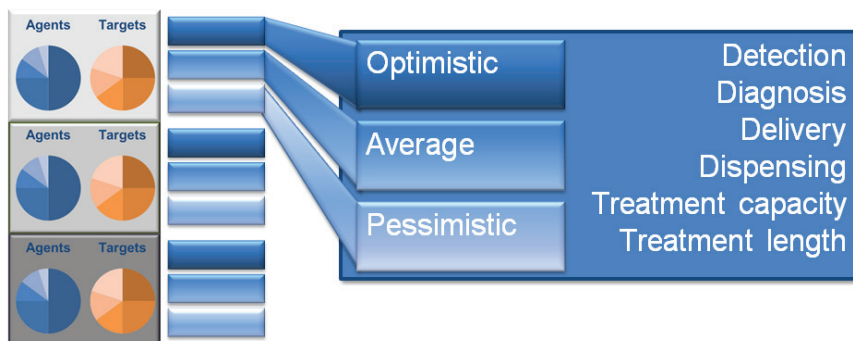 Agents Targets
Agents Targets
Agents Targets
Optimistic
Average
Pessimistic
Detection
Diagnosis
Delivery
Dispensing
Treatment capacity
Treatment length